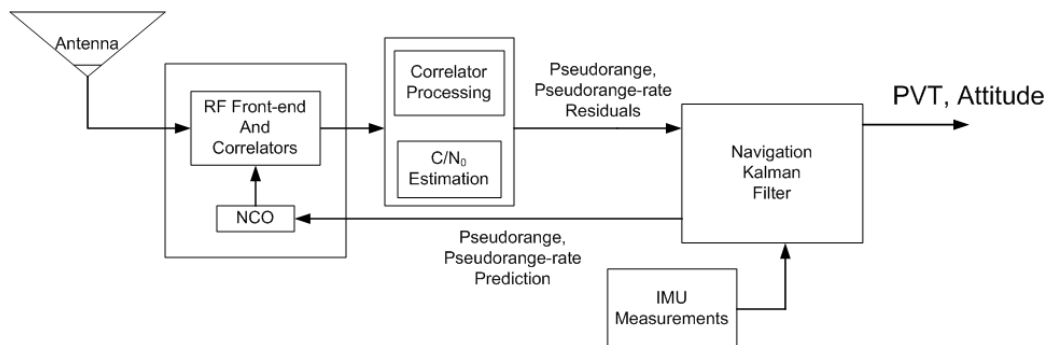 Antenna
RF Front-end
And
Correlators
NCO
Correlator
Processing
C/N₀
Estimation
Pseudorange,
Pseudorange-rate
Residuals
Pseudorange,
Pseudorange-rate
Prediction
Navigation
Kalman
Filter
IMU
Measurements
PVT, Attitude